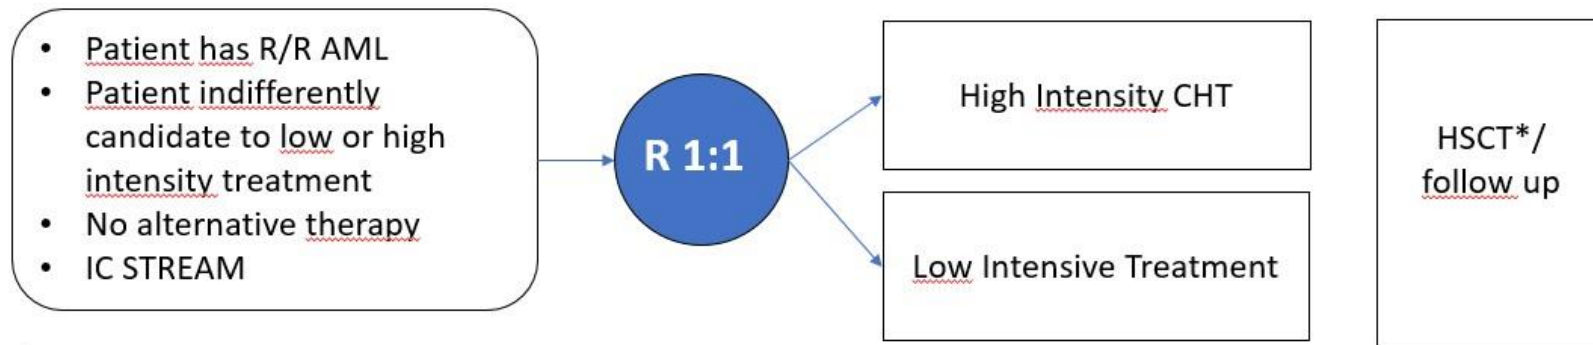 • Patient has R/R AML
• Patient indifferently
candidate to low or high
intensity treatment
• No alternative therapy
• IC STREAM
R 1:1
High Intensity CHT
Low Intensive Treatment
HSCT*/
follow up